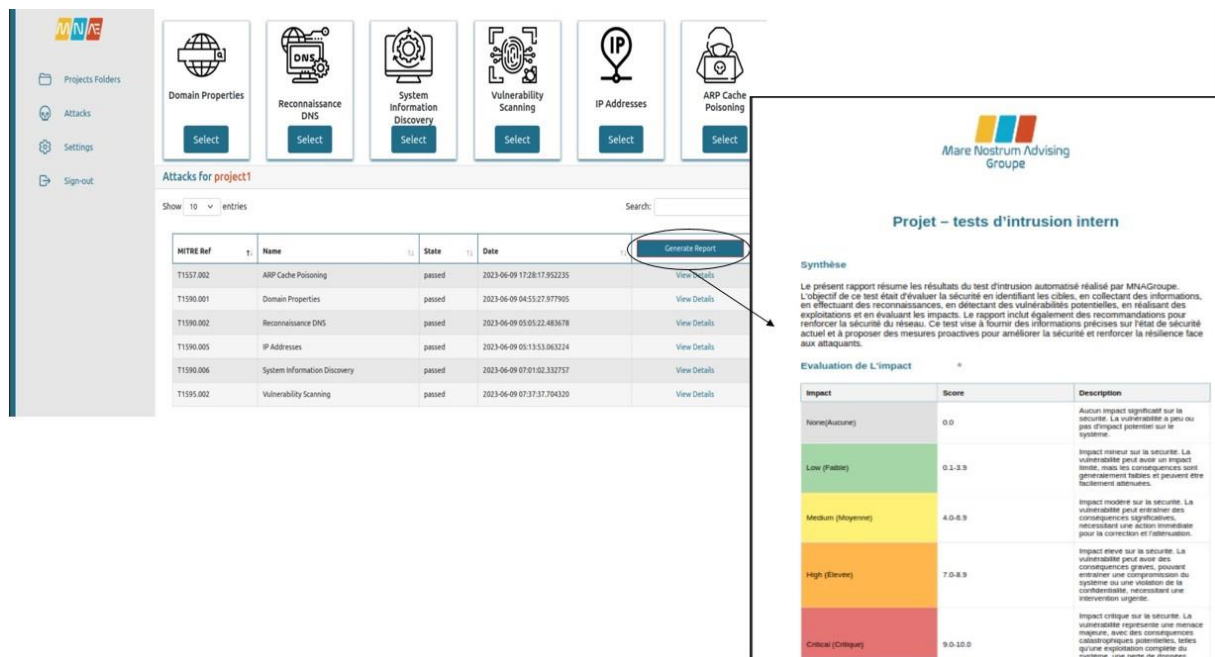 MNAE
Projects Folders
Attacks
Settings
Sign-out
Domain Properties
Select
DNS
Reconnaissance
DNS
Select
System
Information
Discovery
Select
Vulnerability
Scanning
Select
IP
IP Addresses
Select
ARP Cache
Poisoning
Select
Attacks for project1
Show 10 entries
Search:
MITRE Ref Name State Date Generate Report
T1557.002 ARP Cache Poisoning passed 2023-06-09 17:28:17.952235 View Details
T1590.001 Domain Properties passed 2023-06-09 04:55:27.977905 View Details
T1590.002 Reconnaissance DNS passed 2023-06-09 05:05:22.483678 View Details
T1590.005 IP Addresses passed 2023-06-09 05:13:53.063224 View Details
T1590.006 System Information Discovery passed 2023-06-09 07:01:02.332757 View Details
T1595.002 Vulnerability Scanning passed 2023-06-09 07:37:37.704320 View Details
Mare Nostrum Advising
Groupe
Projet – tests d'intrusion intern
Synthèse
Le présent rapport résume les résultats du test d'intrusion automatisé réalisé par MNAGroupe.
L'objectif de ce test était d'évaluer la sécurité en identifiant les cibles, en collectant des informations,
en effectuant des reconnaissances, en détectant des vulnérabilités potentielles, en réalisant des
exploitations et en évaluant les impacts. Le rapport inclut également des recommandations pour
renforcer la sécurité du réseau. Ce test vise à fournir des informations précises sur l'état de sécurité
actuel et à proposer des mesures proactives pour améliorer la sécurité et renforcer la résilience face
aux attaquants.
Evaluation de L'impact
Impact Score Description
None(Aucune) 0.0
Aucun impact significatif sur la
sécurité. La vulnérabilité a peu ou
pas d'impact potentiel sur le
système.
Low (Faible) 0.1-3.9
Impact mineur sur la sécurité. La
vulnérabilité peut avoir un impact
limité, mais les conséquences sont
généralement faibles et peuvent être
facilement atténuées.
Medium (Moyenne) 4.0-6.9
Impact modéré sur la sécurité. La
vulnérabilité peut entraîner des
conséquences significatives,
nécessitant une action immédiate
pour la correction et l'atténuation.
High (Élevée) 7.0-8.9
Impact élevé sur la sécurité. La
vulnérabilité peut avoir des
conséquences graves, pouvant
entraîner une compromission du
système ou une violation de la
confidentialité, nécessitant une
intervention urgente.
Critical (Critique) 9.0-10.0
Impact critique sur la sécurité. La
vulnérabilité représente une menace
majeure, avec des conséquences
catastrophiques potentielles, telles
qu'une exploitation complète du
système, une perte de données